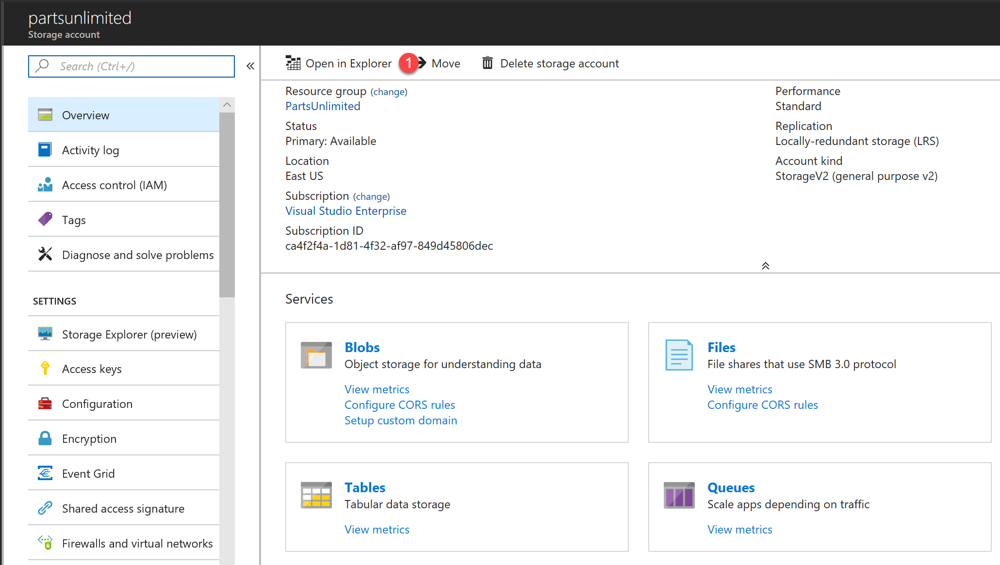 partsunlimited
Storage account
Search (Ctrl+/)
Overview
Activity log
Access control (IAM)
Tags
Diagnose and solve problems
SETTINGS
Storage Explorer (preview)
Access keys
Configuration
Encryption
Event Grid
Shared access signature
Firewalls and virtual networks
Open in Explorer 1 Move Delete storage account
Resource group (change)
PartsUnlimited
Status
Primary: Available
Location
East US
Subscription (change)
Visual Studio Enterprise
Subscription ID
ca4f2f4a-1d81-4f32-af97-849d45806dec
Performance
Standard
Replication
Locally-redundant storage (LRS)
Account kind
StorageV2 (general purpose v2)
Services
Blobs
Object storage for understanding data
View metrics
Configure CORS rules
Setup custom domain
Files
File shares that use SMB 3.0 protocol
View metrics
Configure CORS rules
Tables
Tabular data storage
View metrics
Queues
Scale apps depending on traffic
View metrics